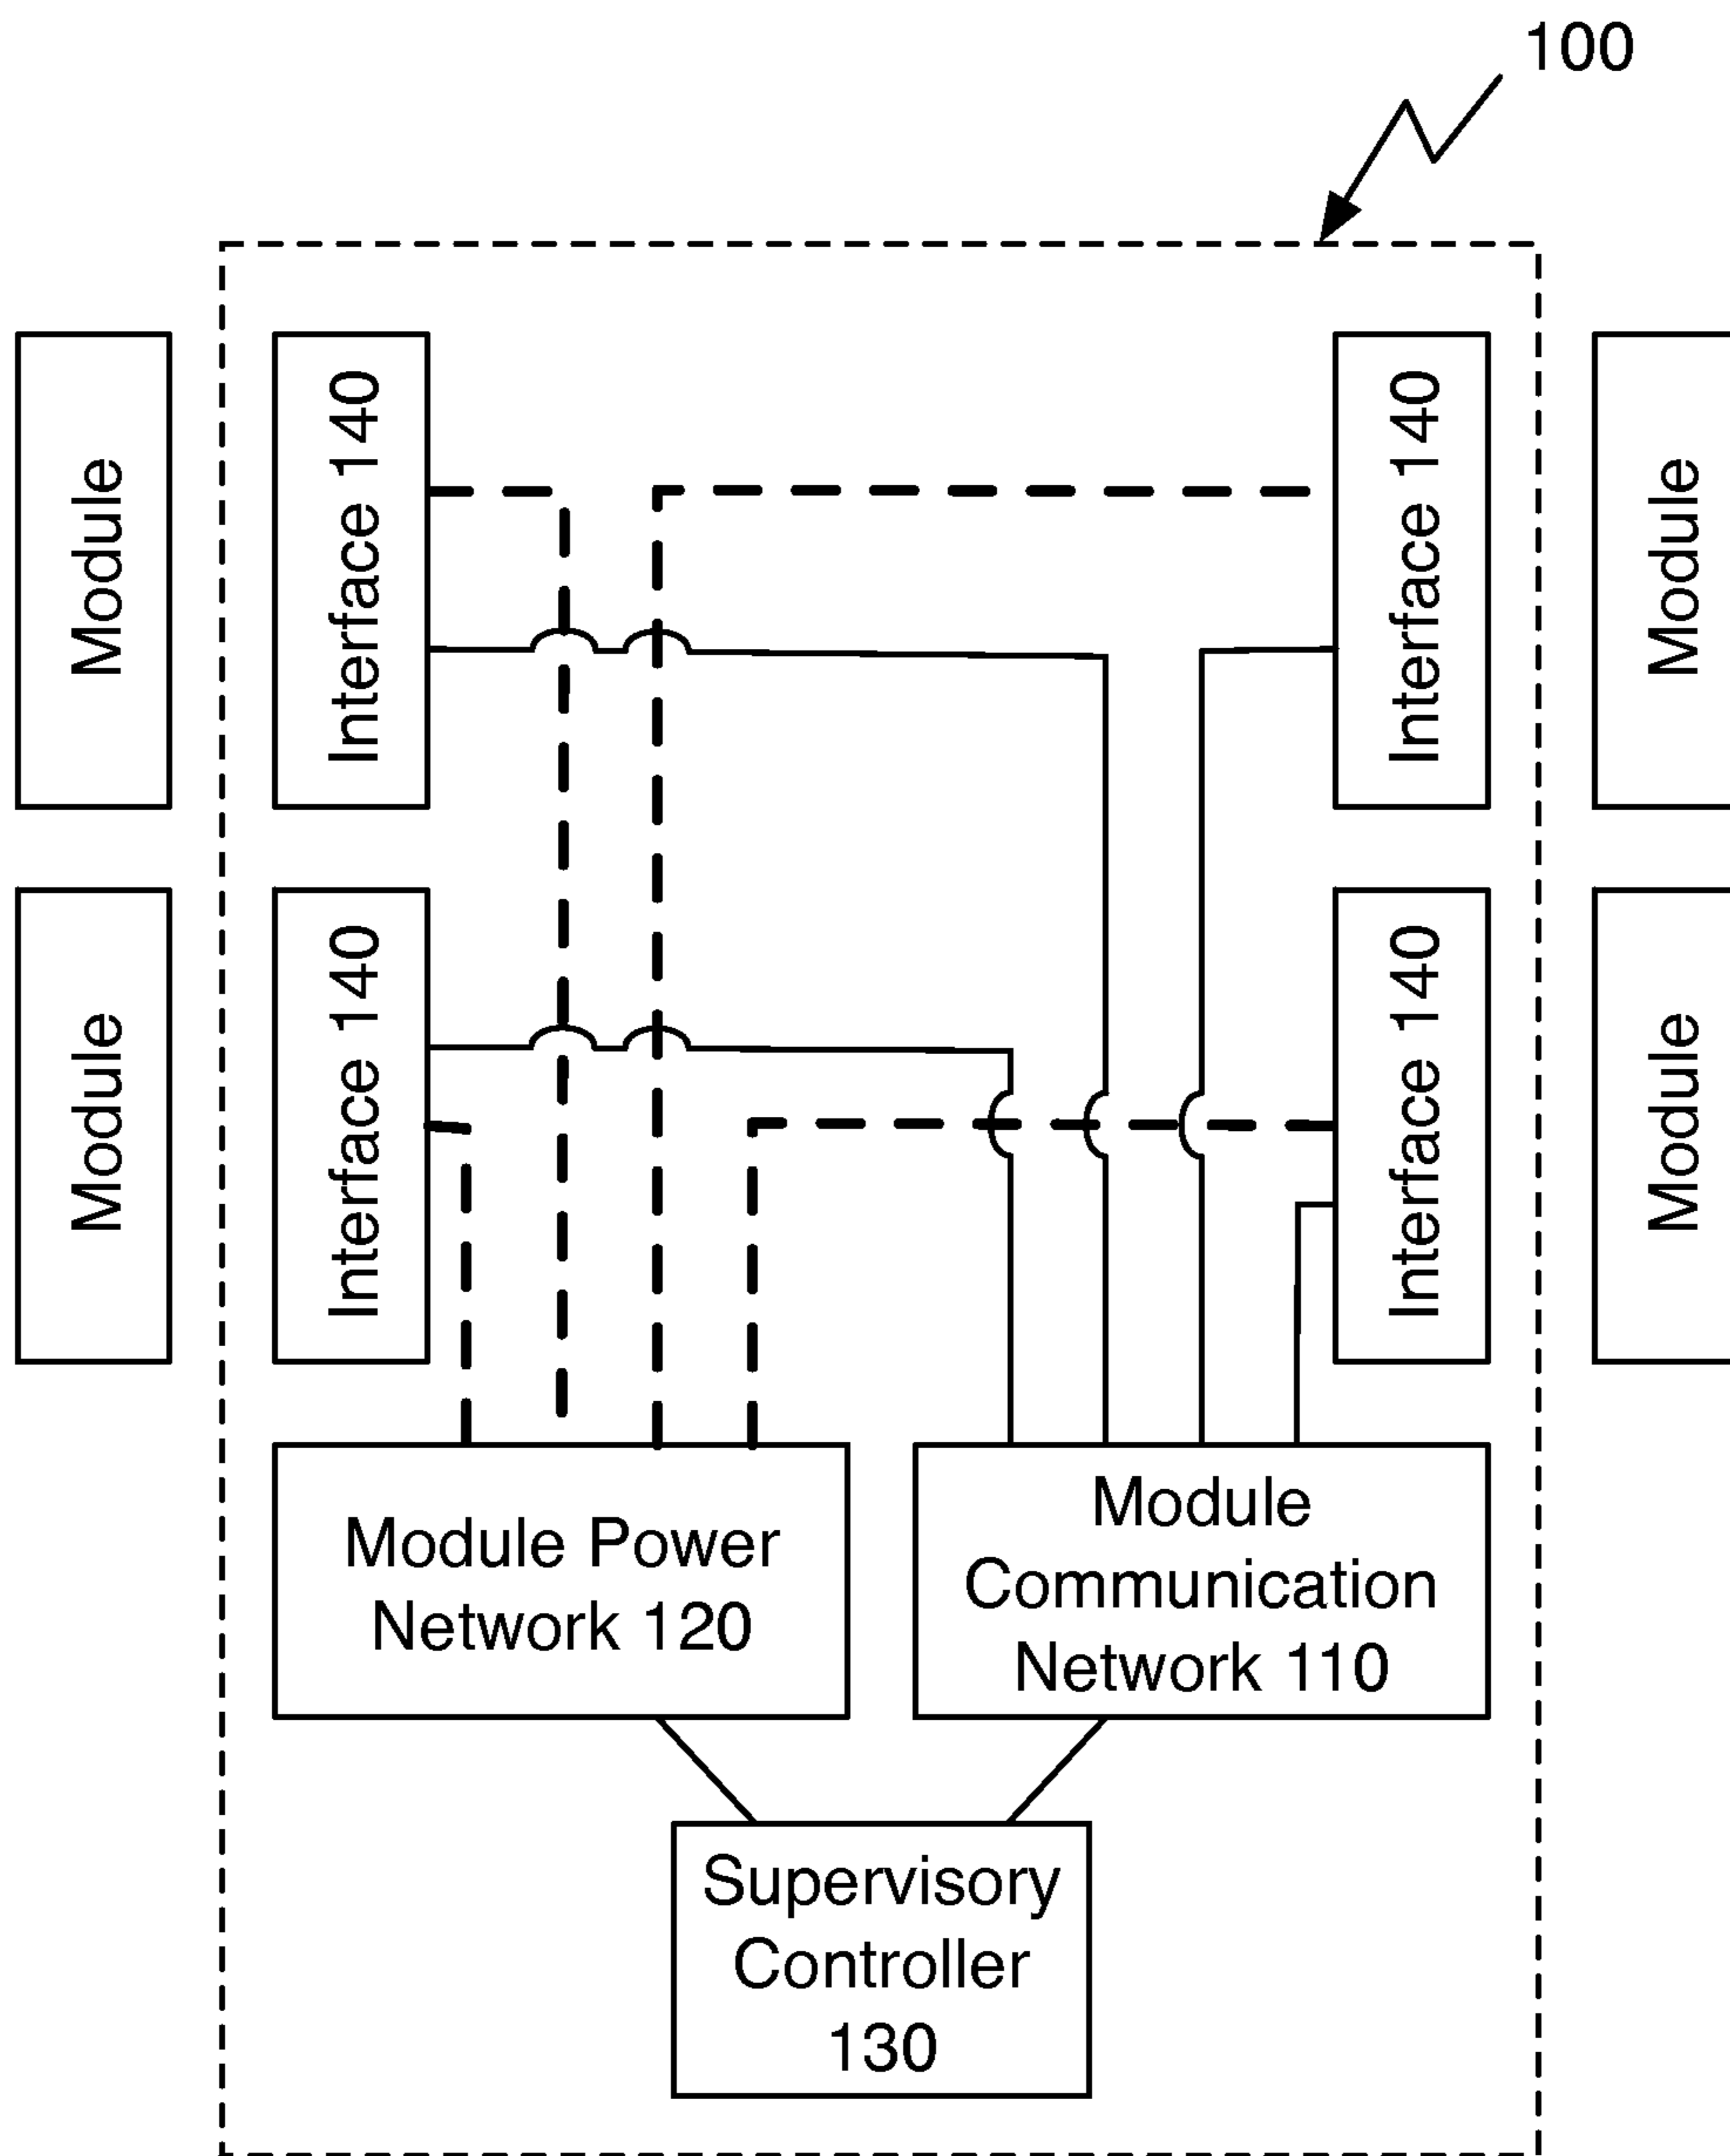 100
Module
Interface 140
Interface 140
Module
Module
Interface 140
Interface 140
Module
Module Power
Network 120
Module
Communication
Network 110
Supervisory
Controller
130